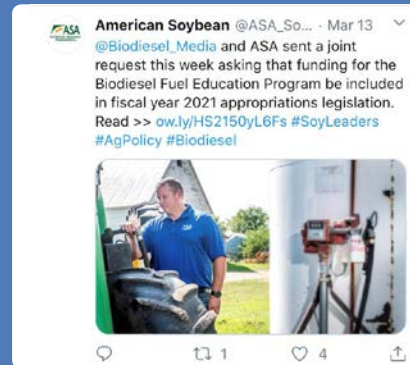 ASA
American Soybean @ASA_So... · Mar 13
@Biodiesel_Media and ASA sent a joint
request this week asking that funding for the
Biodiesel Fuel Education Program be included
in fiscal year 2021 appropriations legislation.
Read >> ow.ly/HS2150yL6Fs #SoyLeaders
#AgPolicy #Biodiesel
1
4